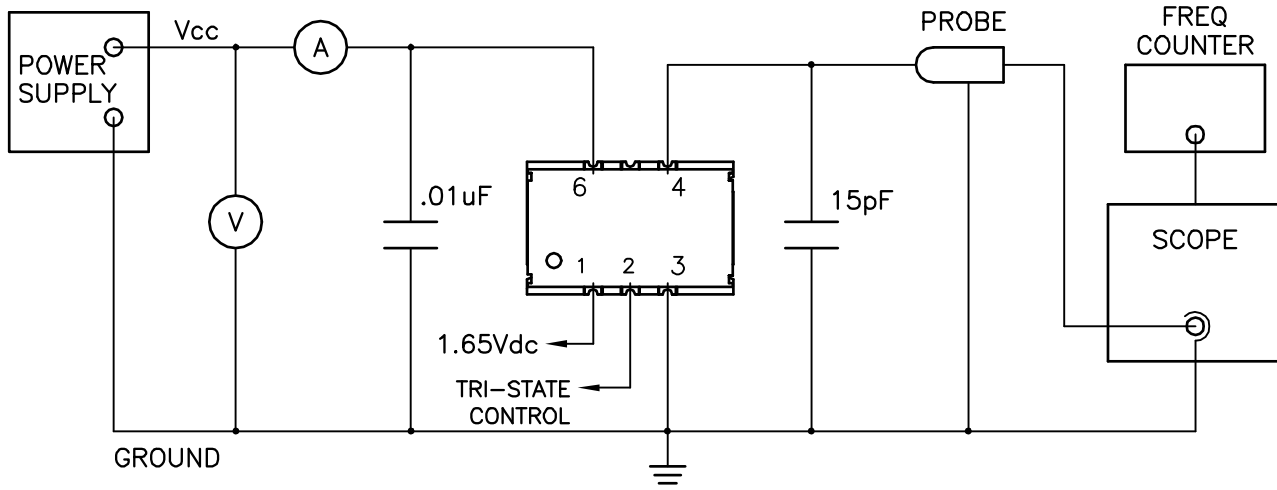 POWER
SUPPLY
Vcc
A
V
.01uF
6
4
1
2
3
1.65Vdc
TRI-STATE
CONTROL
GROUND
15pF
PROBE
FREQ
COUNTER
SCOPE